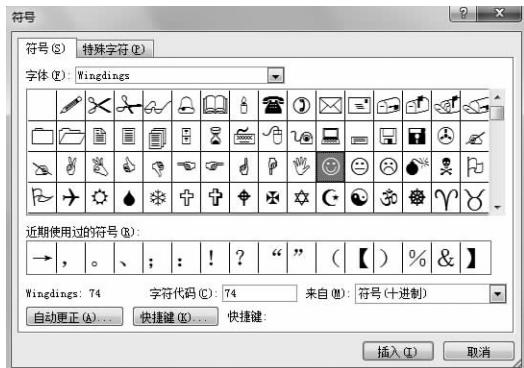 符号
符号(S) 特殊字符(P)
字体(F): Wingdings
近期使用过的符号(R):
→ , 。 、 ; : ! ? “ ” ( 【 ) % & 】
Wingdings: 74 字符代码(C): 74 来自(M): 符号(十进制)
自动更正(A)... 快捷键(K)... 快捷键:
插入(I) 取消